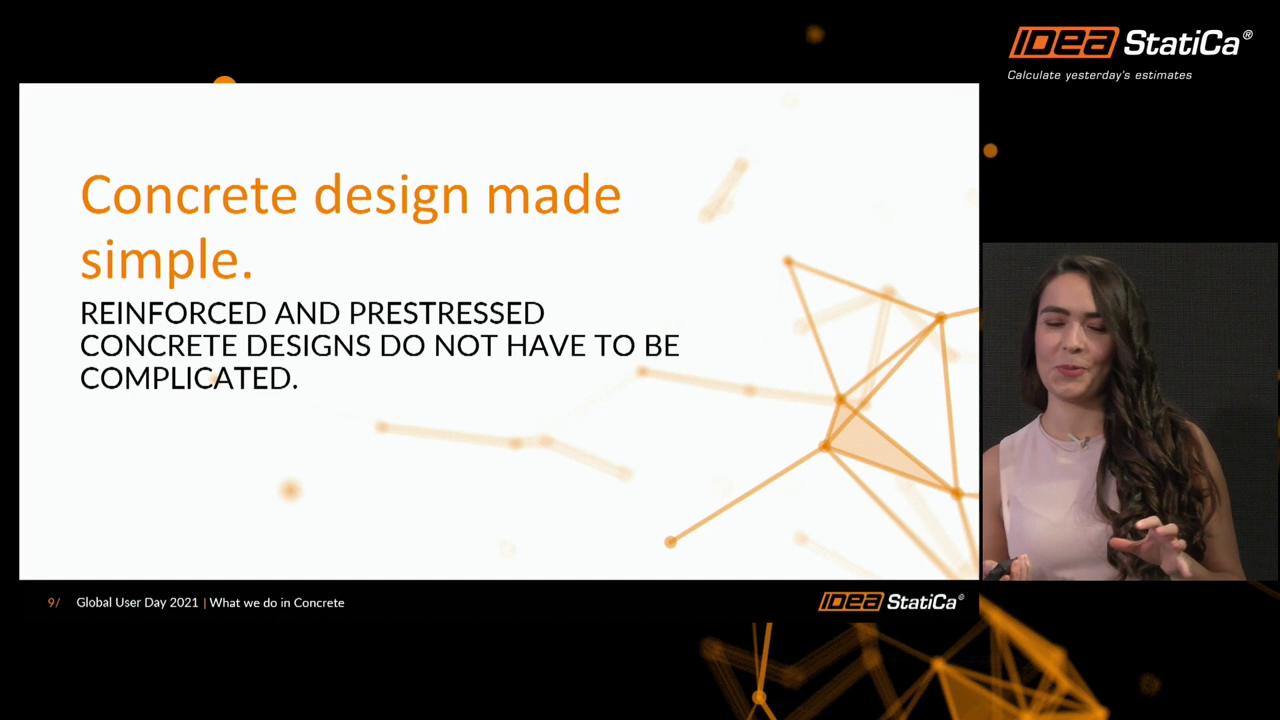 IDEA StatiCa®
Calculate yesterday's estimates
Concrete design made
simple.
REINFORCED AND PRESTRESSED
CONCRETE DESIGNS DO NOT HAVE TO BE
COMPLICATED.
9/ Global User Day 2021 | What we do in Concrete
IDEA StatiCa®